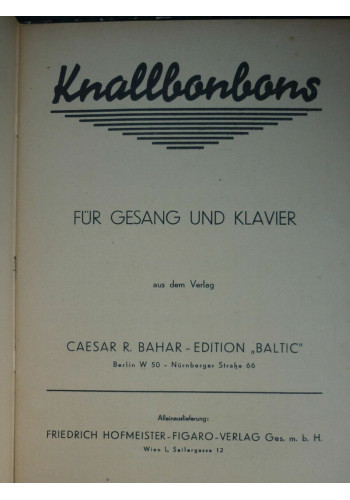 Knallbonbons
FÜR GESANG UND KLAVIER
aus dem Verlag
CAESAR R. BAHAR - EDITION „BALTIC"
Berlin W 50 - Nürnberger Straße 66
Alleinauslieferung:
FRIEDRICH HOFMEISTER-FIGARO-VERLAG Ges. m. b. H.
Wien I., Seilergasse 12